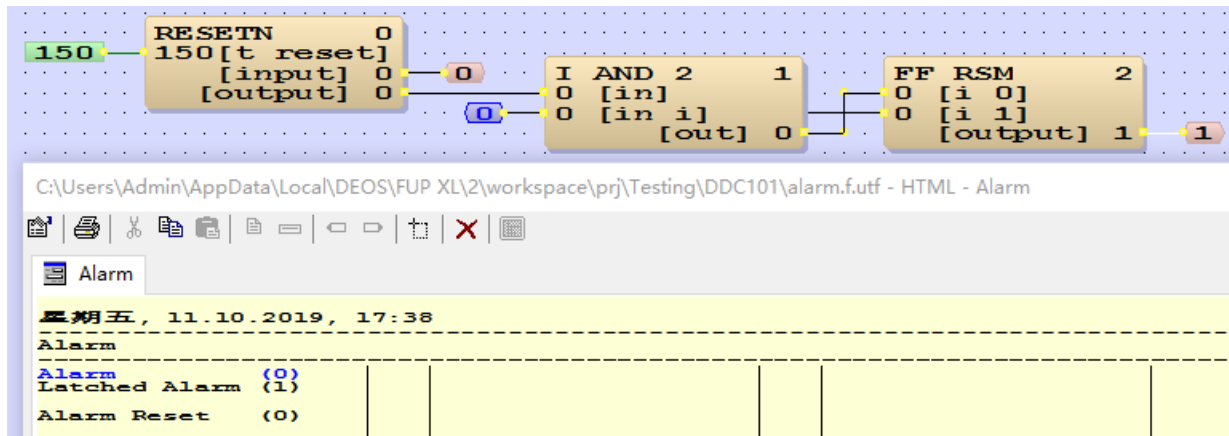 RESETN 0
150 150[t reset]
[input] 0 0
[output] 0
I AND 2 1
0 0 [in]
0 [in i]
[out] 0
FF RSM 2
0 [i 0]
0 [i 1]
[output] 1 1
C:\Users\Admin\AppData\Local\DEOS\FUP XL\2\workspace\prj\Testing\DDC101\alarm.f.utf - HTML - Alarm
Alarm
星期五, 11.10.2019, 17:38
Alarm
Alarm (0)
Latched Alarm (1)
Alarm Reset (0)